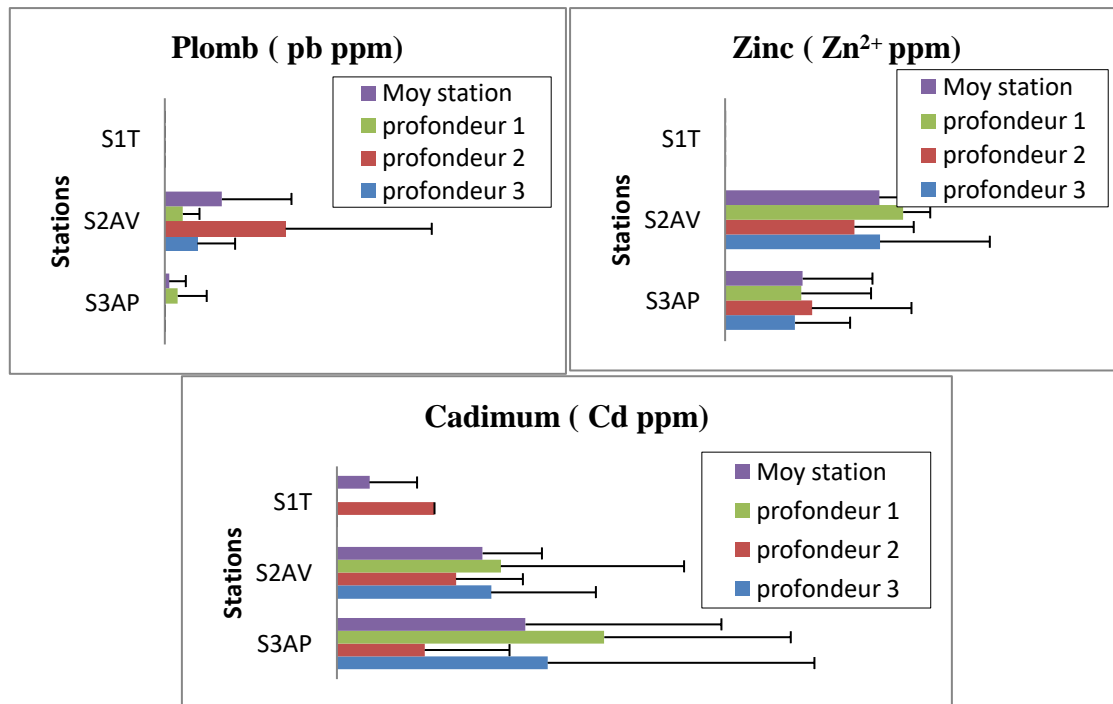 Plomb ( pb ppm)
Moy station
profondeur 1
profondeur 2
profondeur 3
Stations
S1T
S2AV
S3AP
Zinc ( Zn²⁺ ppm)
Moy station
profondeur 1
profondeur 2
profondeur 3
S1T
S2AV
S3AP
Cadimum ( Cd ppm)
Moy station
profondeur 1
profondeur 2
profondeur 3
Stations
S1T
S2AV
S3AP